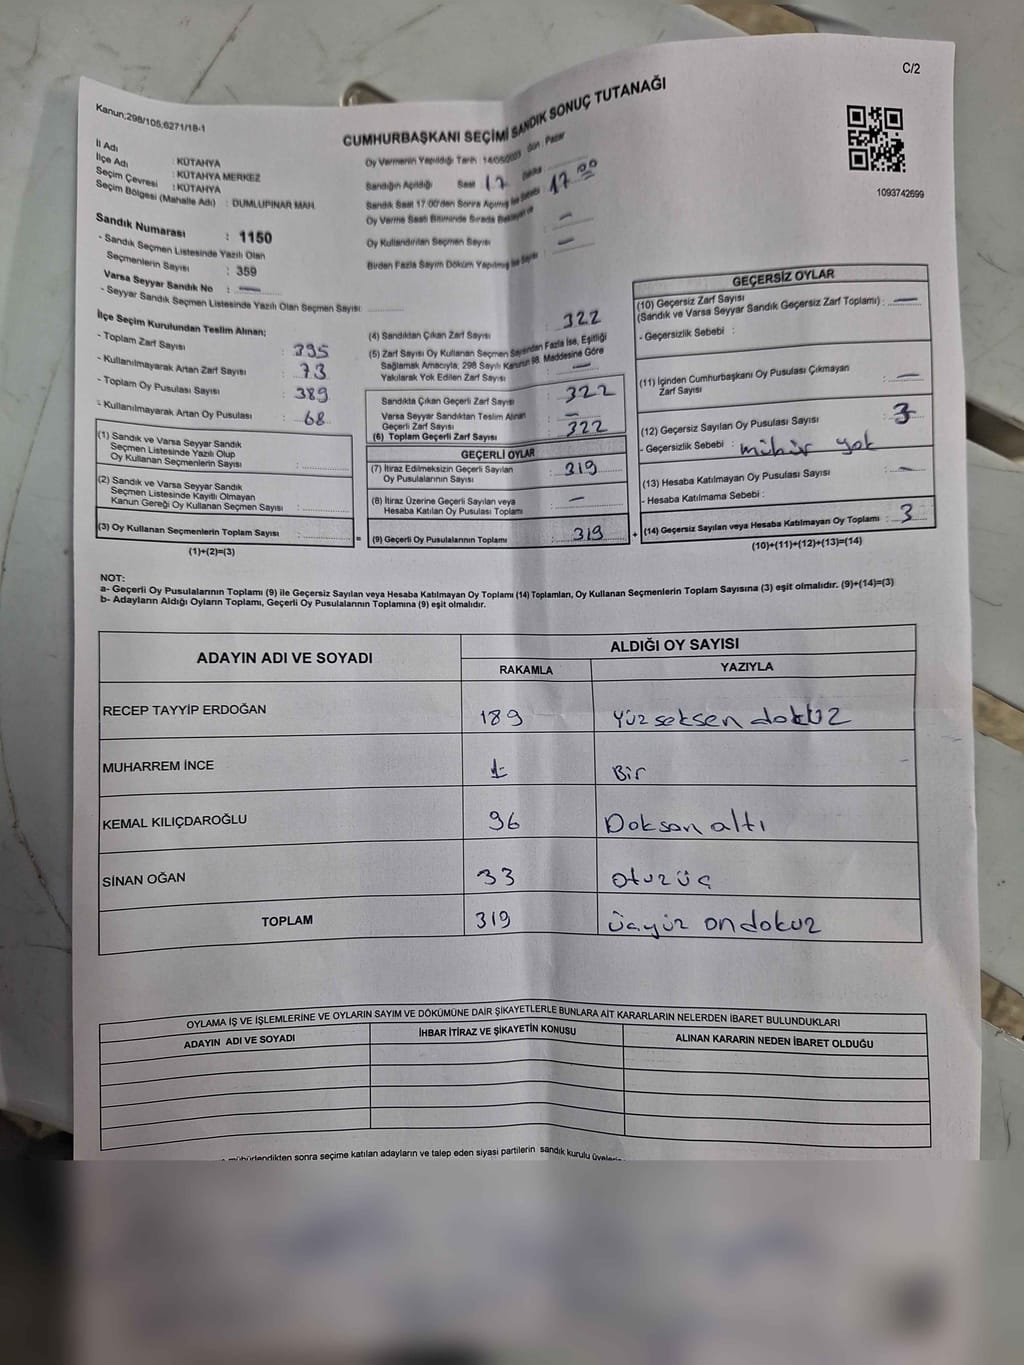 C/2
Kanun;298/105;6271/18-1
CUMHURBAŞKANI SEÇİMİ SANDIK SONUÇ TUTANAĞI
1093742699
İl Adı : KÜTAHYA
İlçe Adı : KÜTAHYA MERKEZ
Seçim Çevresi : KÜTAHYA
Seçim Bölgesi (Mahalle Adı) : DUMLUPINAR MAH.
Sandık Numarası : 1150
- Sandık Seçmen Listesinde Yazılı Olan
Seçmenlerin Sayısı : 359
Varsa Seyyar Sandık No : —
- Seyyar Sandık Seçmen Listesinde Yazılı Olan Seçmen Sayısı:
İlçe Seçim Kurulundan Teslim Alınan;
- Toplam Zarf Sayısı : 395
- Kullanılmayarak Artan Zarf Sayısı : 73
- Toplam Oy Pusulası Sayısı : 389
- Kullanılmayarak Artan Oy Pusulası : 68
(1) Sandık ve Varsa Seyyar Sandık
Seçmen Listesinde Yazılı Olup
Oy Kullanan Seçmenlerin Sayısı :
(2) Sandık ve Varsa Seyyar Sandık
Seçmen Listesinde Kayıtlı Olmayan
Kanun Gereği Oy Kullanan Seçmen Sayısı :
(3) Oy Kullanan Seçmenlerin Toplam Sayısı :
(1)+(2)=(3)
Oy Vermenin Yapıldığı Tarih : 14/05/2023 Gün : Pazar
Sandığın Açıldığı Saat 17 Dakika 00
Sandık Saat 17:00'den Sonra Açılmış İse Sebebi : 17
Oy Verme Saati Bitiminde Sırada Bekleyen ve
Oy Kullandırılan Seçmen Sayısı : —
Birden Fazla Sayım Döküm Yapılmış İse Sayısı : —
(4) Sandıktan Çıkan Zarf Sayısı : 322
(5) Zarf Sayısı Oy Kullanan Seçmen Sayısından Fazla İse, Eşitliği
Sağlamak Amacıyla; 298 Sayılı Kanunun 98. Maddesine Göre
Yakılarak Yok Edilen Zarf Sayısı : —
Sandıkta Çıkan Geçerli Zarf Sayısı : 322
Varsa Seyyar Sandıktan Teslim Alınan
Geçerli Zarf Sayısı : —
(6) Toplam Geçerli Zarf Sayısı : 322
GEÇERLİ OYLAR
(7) İtiraz Edilmeksizin Geçerli Sayılan
Oy Pusulalarının Sayısı : 319
(8) İtiraz Üzerine Geçerli Sayılan veya
Hesaba Katılan Oy Pusulası Toplamı : —
= (9) Geçerli Oy Pusulalarının Toplamı : 319
GEÇERSİZ OYLAR
(10) Geçersiz Zarf Sayısı
(Sandık ve Varsa Seyyar Sandık Geçersiz Zarf Toplamı) : —
- Geçersizlik Sebebi :
(11) İçinden Cumhurbaşkanı Oy Pusulası Çıkmayan
Zarf Sayısı : —
(12) Geçersiz Sayılan Oy Pusulası Sayısı : 3
- Geçersizlik Sebebi : mühür yok
(13) Hesaba Katılmayan Oy Pusulası Sayısı : —
- Hesaba Katılmama Sebebi :
+ (14) Geçersiz Sayılan veya Hesaba Katılmayan Oy Toplamı : 3
(10)+(11)+(12)+(13)=(14)
NOT:
a- Geçerli Oy Pusulalarının Toplamı (9) ile Geçersiz Sayılan veya Hesaba Katılmayan Oy Toplamı (14) Toplamları, Oy Kullanan Seçmenlerin Toplam Sayısına (3) eşit olmalıdır. (9)+(14)=(3)
b- Adayların Aldığı Oyların Toplamı, Geçerli Oy Pusulalarının Toplamına (9) eşit olmalıdır.
ADAYIN ADI VE SOYADI ALDIĞI OY SAYISI
RAKAMLA YAZIYLA
RECEP TAYYİP ERDOĞAN 189 Yüz seksen dokuz
MUHARREM İNCE 1 Bir
KEMAL KILIÇDAROĞLU 96 Doksan altı
SİNAN OĞAN 33 otuz üç
TOPLAM 319 üçyüz on dokuz
OYLAMA İŞ VE İŞLEMLERİNE VE OYLARIN SAYIM VE DÖKÜMÜNE DAİR ŞİKAYETLERLE BUNLARA AİT KARARLARIN NELERDEN İBARET BULUNDUKLARI
ADAYIN ADI VE SOYADI İHBAR İTİRAZ VE ŞİKAYETİN KONUSU ALINAN KARARIN NEDEN İBARET OLDUĞU
mühürlendikten sonra seçime katılan adayların ve talep eden siyasi partilerin sandık kurulu